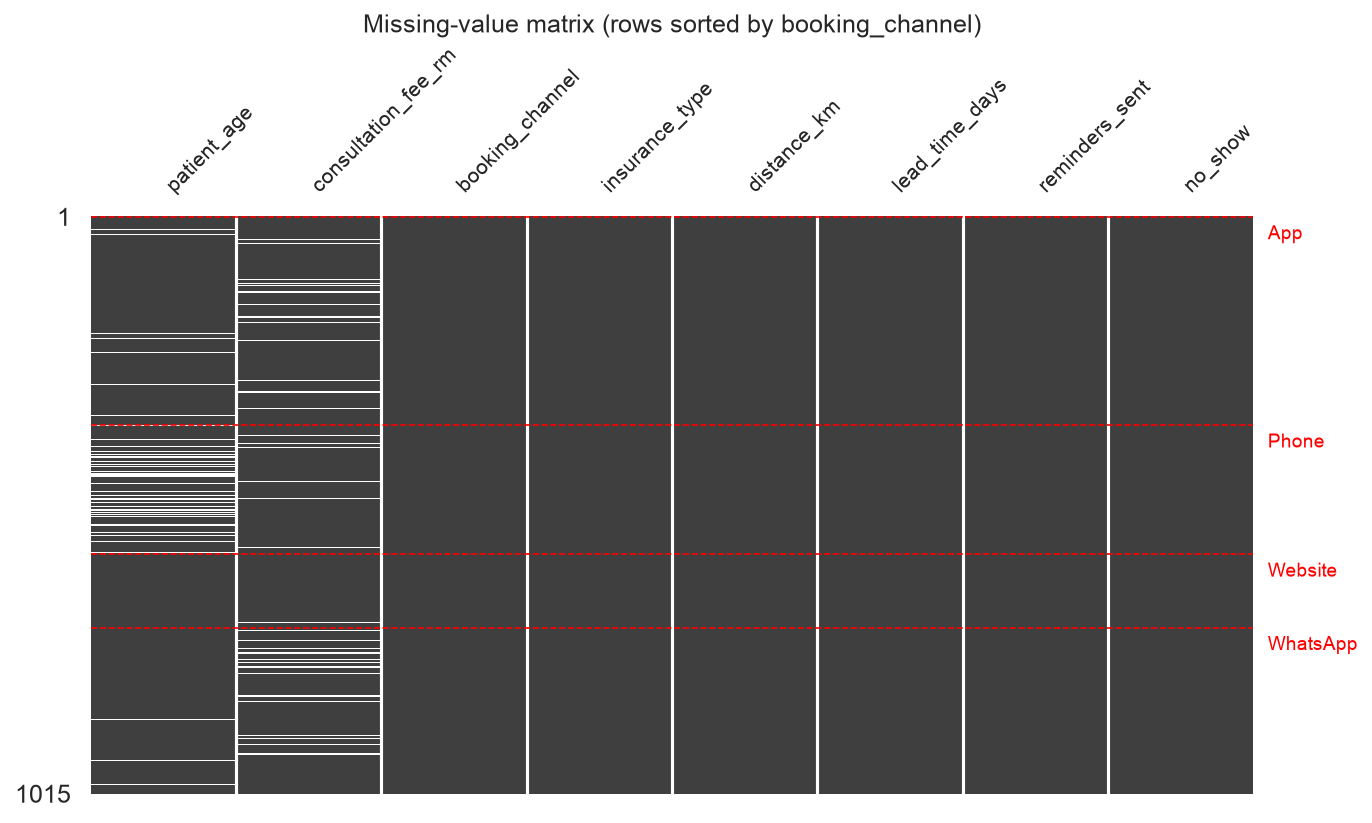 Missing-value matrix (rows sorted by booking_channel)
patient_age
consultation_fee_rm
booking_channel
insurance_type
distance_km
lead_time_days
reminders_sent
no_show
1
App
Phone
Website
WhatsApp
1015